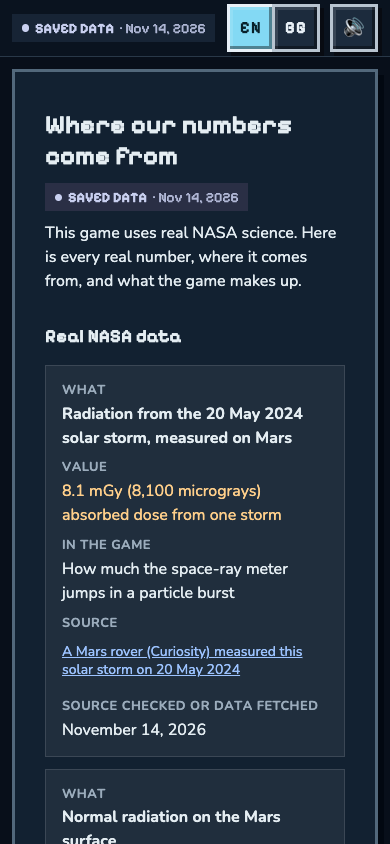 SAVED DATA · Nov 14, 2026
EN
Where our numbers
come from
SAVED DATA · Nov 14, 2026
This game uses real NASA science. Here
is every real number, where it comes
from, and what the game makes up.
Real NASA data
WHAT
Radiation from the 20 May 2024
solar storm, measured on Mars
VALUE
8.1 mGy (8,100 micrograys)
absorbed dose from one storm
IN THE GAME
How much the space-ray meter
jumps in a particle burst
SOURCE
A Mars rover (Curiosity) measured this
solar storm on 20 May 2024
SOURCE CHECKED OR DATA FETCHED
November 14, 2026
WHAT
Normal radiation on the Mars
surface